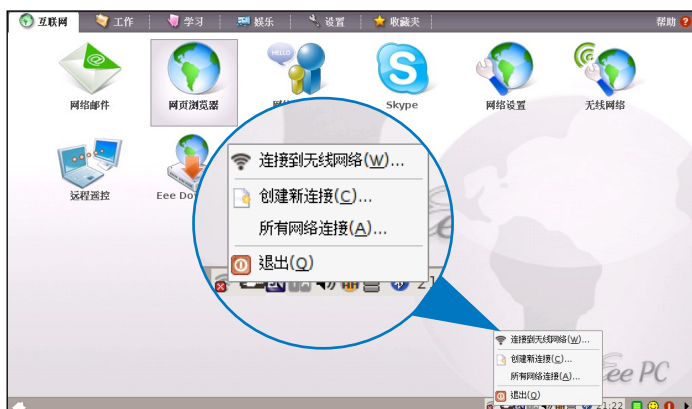 互联网 工作 学习 娱乐 设置 收藏夹 帮助
HELLO
网络邮件 网页浏览器 Skype 网络设置 无线网络
远程遥控 Eee Do
连接到无线网络(W)...
创建新连接(C)...
所有网络连接(A)...
退出(Q)
连接到无线网络(W)...
创建新连接(C)...
所有网络连接(A)...
退出(Q)
Eee PC
21:22